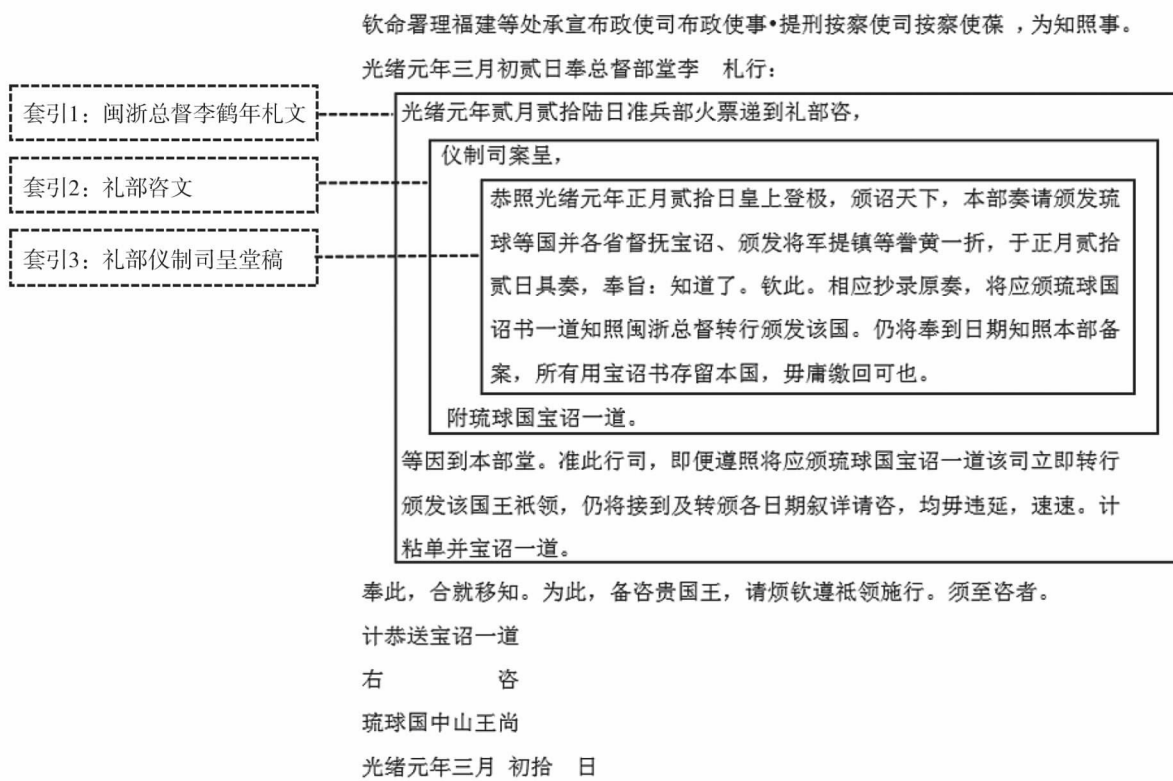 钦命署理福建等处承宣布政使司布政使事•提刑按察使司按察使葆 ，为知照事。
光绪元年三月初贰日奉总督部堂李 札行：
套引1：闽浙总督李鹤年札文
光绪元年贰月贰拾陆日准兵部火票递到礼部咨，
仪制司案呈，
套引2：礼部咨文
恭照光绪元年正月贰拾日皇上登极，颁诏天下，本部奏请颁发琉
球等国并各省督抚宝诏、颁发将军提镇等誊黄一折，于正月贰拾
套引3：礼部仪制司呈堂稿
贰日具奏，奉旨：知道了。钦此。相应抄录原奏，将应颁琉球国
诏书一道知照闽浙总督转行颁发该国。仍将奉到日期知照本部备
案，所有用宝诏书存留本国，毋庸缴回可也。
附琉球国宝诏一道。
等因到本部堂。准此行司，即便遵照将应颁琉球国宝诏一道该司立即转行
颁发该国王祇领，仍将接到及转颁各日期叙详请咨，均毋违延，速速。计
粘单并宝诏一道。
奉此，合就移知。为此，备咨贵国王，请烦钦遵祇领施行。须至咨者。
计恭送宝诏一道
右 咨
琉球国中山王尚
光绪元年三月 初拾 日